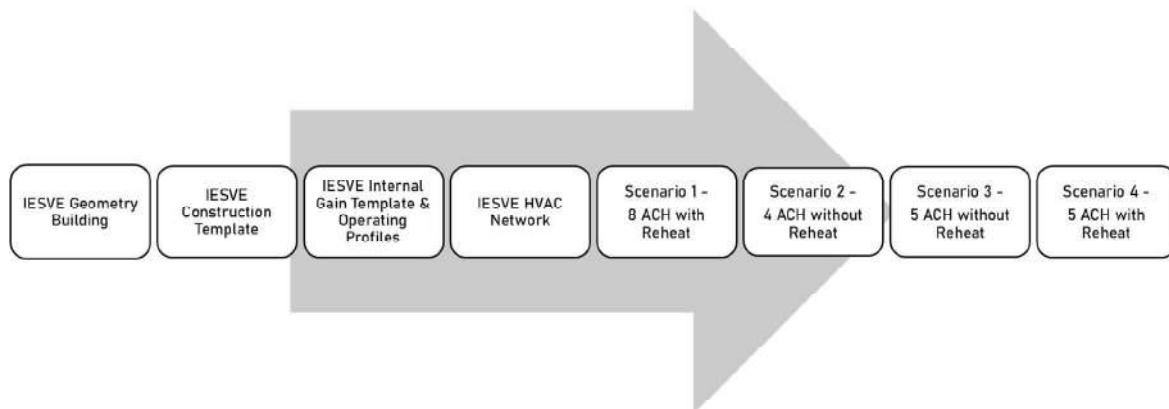 IESVE Geometry
Building
IESVE
Construction
Template
IESVE Internal
Gain Template &
Operating
Profiles
IESVE HVAC
Network
Scenario 1 –
8 ACH with
Reheat
Scenario 2 –
4 ACH without
Reheat
Scenario 3 –
5 ACH without
Reheat
Scenario 4 –
5 ACH with
Reheat